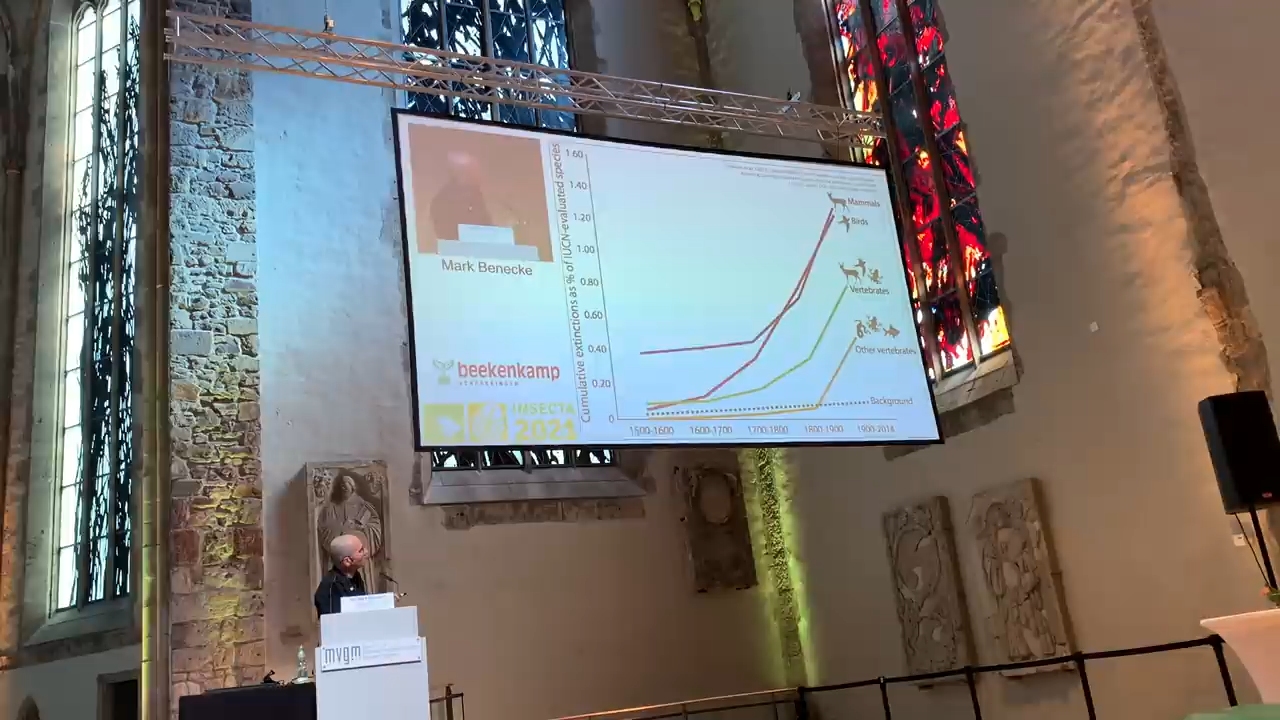 Mark Benecke
beekenkamp
INSECTA
2021
Cumulative extinctions as % of IUCN-evaluated species
1.60
1.40
1.20
1.00
0.80
0.60
0.40
0.20
0
1500-1600 1600-1700 1700-1800 1800-1900 1900-2018
Mammals
Birds
Vertebrates
Other vertebrates
Background
mvgm